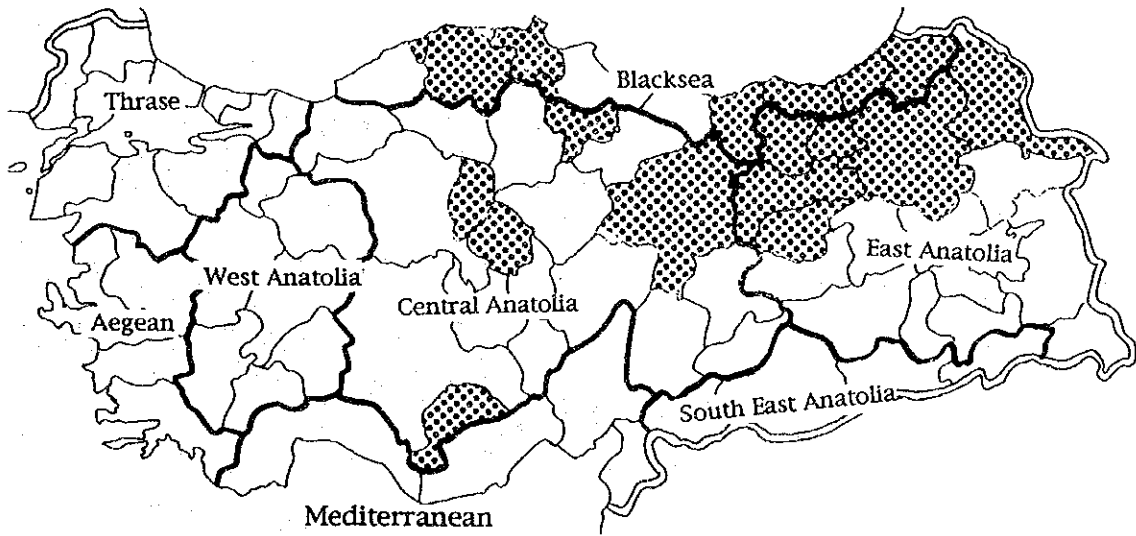 Thrase
Blacksea
West Anatolia
East Anatolia
Central Anatolia
Aegean
South East Anatolia
Mediterranean